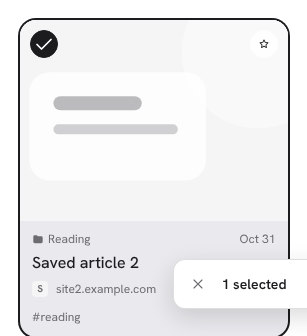 Reading Oct 31
Saved article 2
S site2.example.com
1 selected
#reading